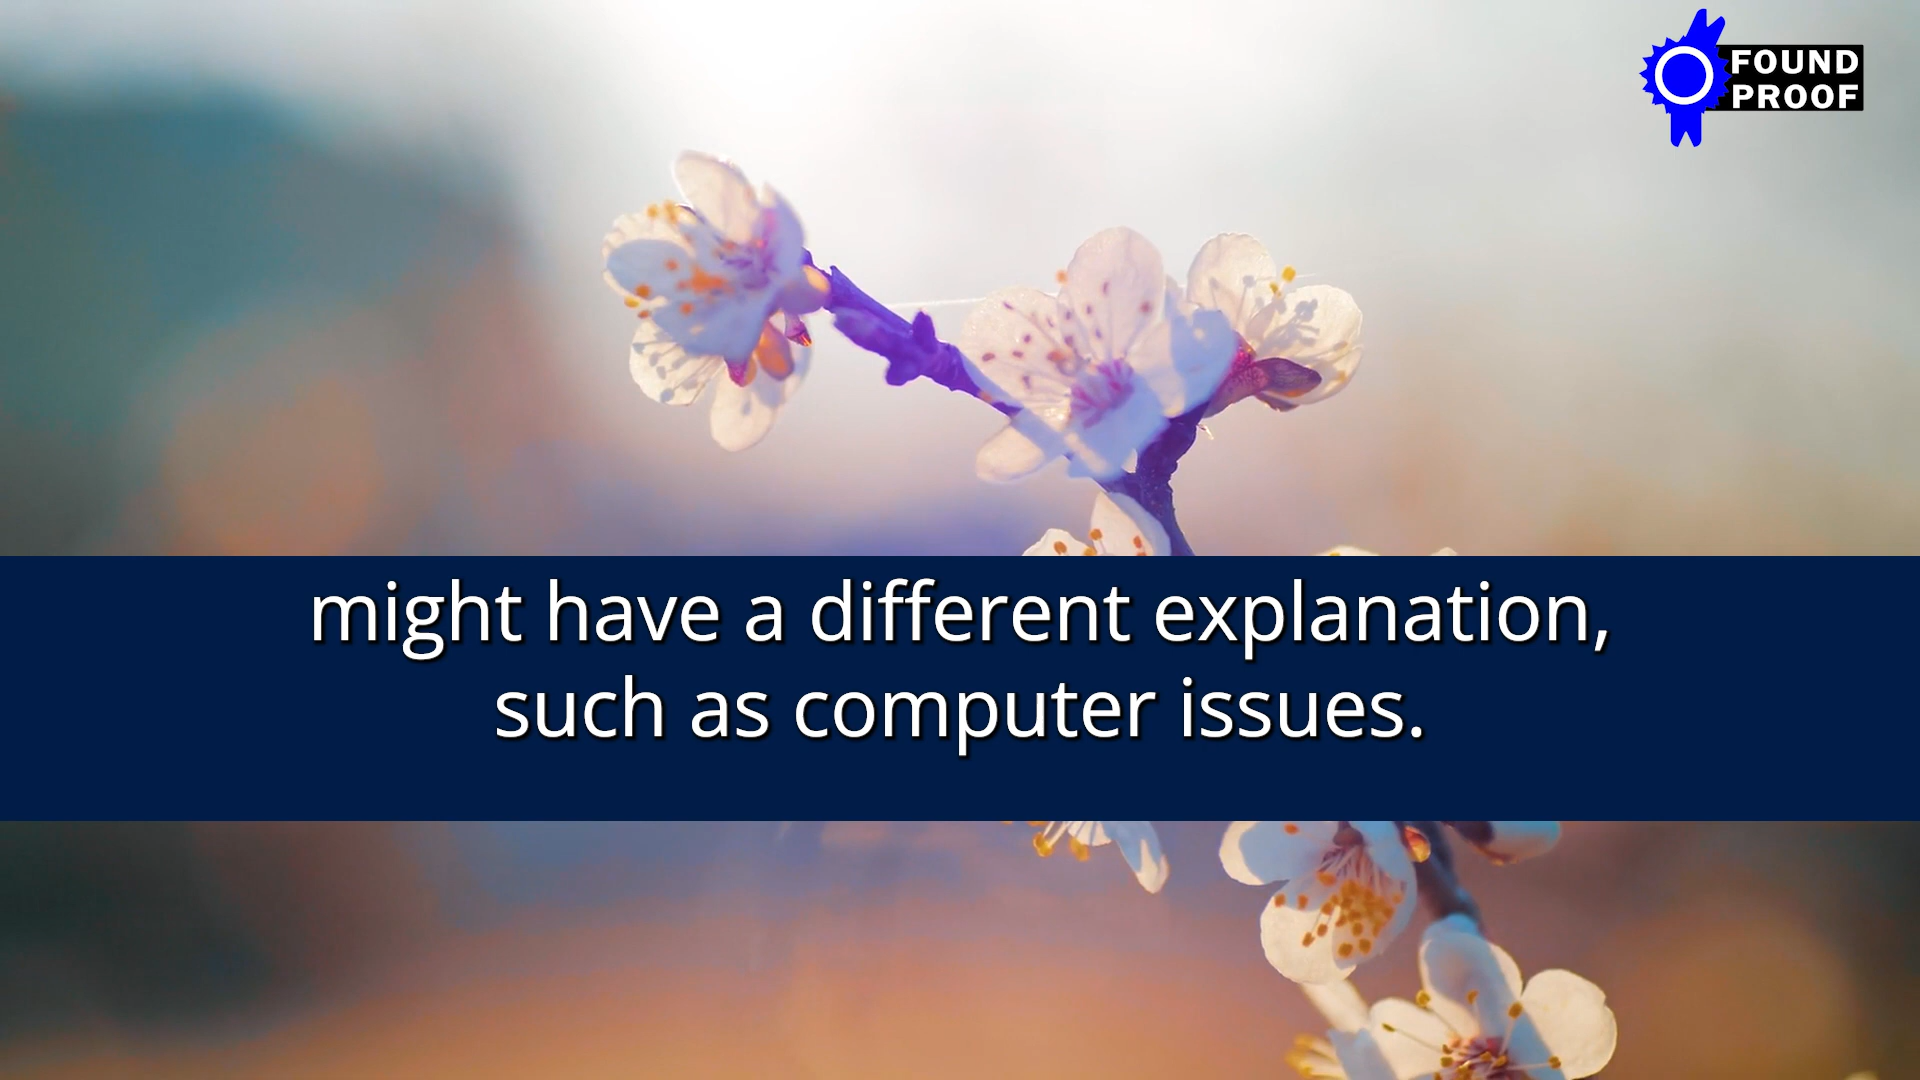 FOUND
PROOF
might have a different explanation,
such as computer issues.